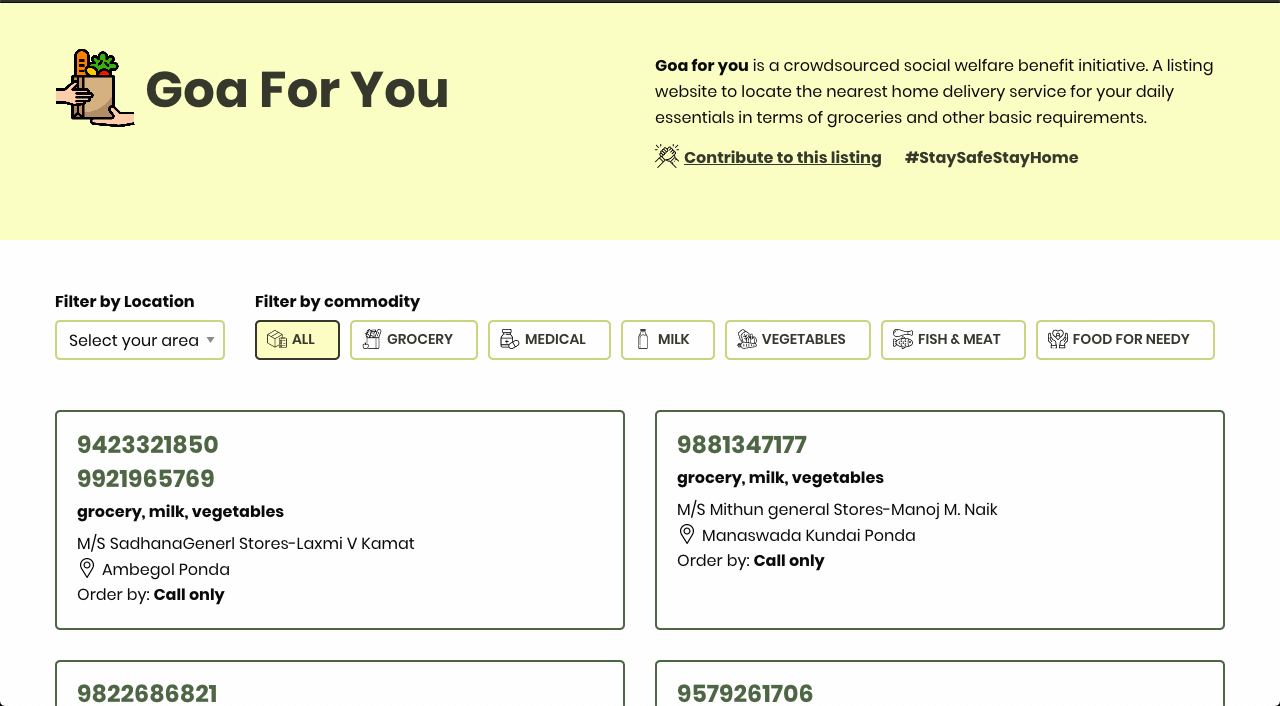 Goa For You
Goa for you is a crowdsourced social welfare benefit initiative. A listing
website to locate the nearest home delivery service for your daily
essentials in terms of groceries and other basic requirements.
Contribute to this listing #StaySafeStayHome
Filter by Location
Select your area
Filter by commodity
ALL
GROCERY
MEDICAL
MILK
VEGETABLES
FISH & MEAT
FOOD FOR NEEDY
9423321850
9921965769
grocery, milk, vegetables
M/S SadhanaGenerl Stores-Laxmi V Kamat
Ambegol Ponda
Order by: Call only
9881347177
grocery, milk, vegetables
M/S Mithun general Stores-Manoj M. Naik
Manaswada Kundai Ponda
Order by: Call only
9822686821
9579261706